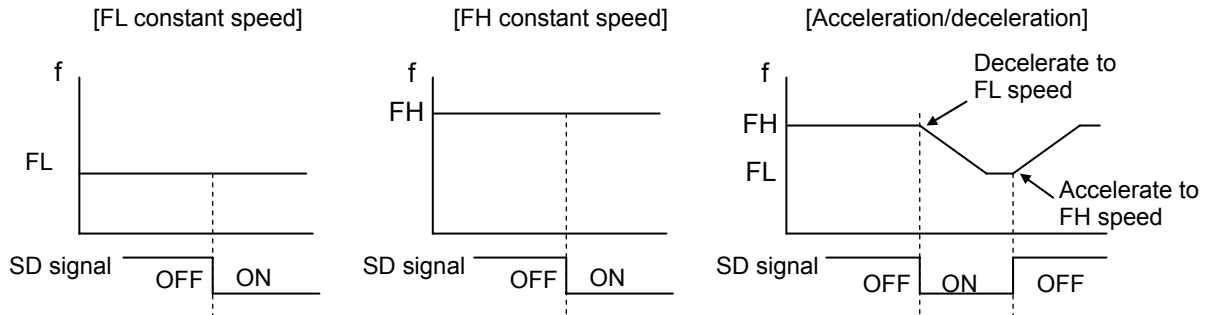 [FL constant speed]
f
FL
SD signal
OFF
ON
[FH constant speed]
f
FH
SD signal
OFF
ON
[Acceleration/deceleration]
f
FH
FL
Decelerate to
FL speed
Accelerate to
FH speed
SD signal
OFF
ON
OFF